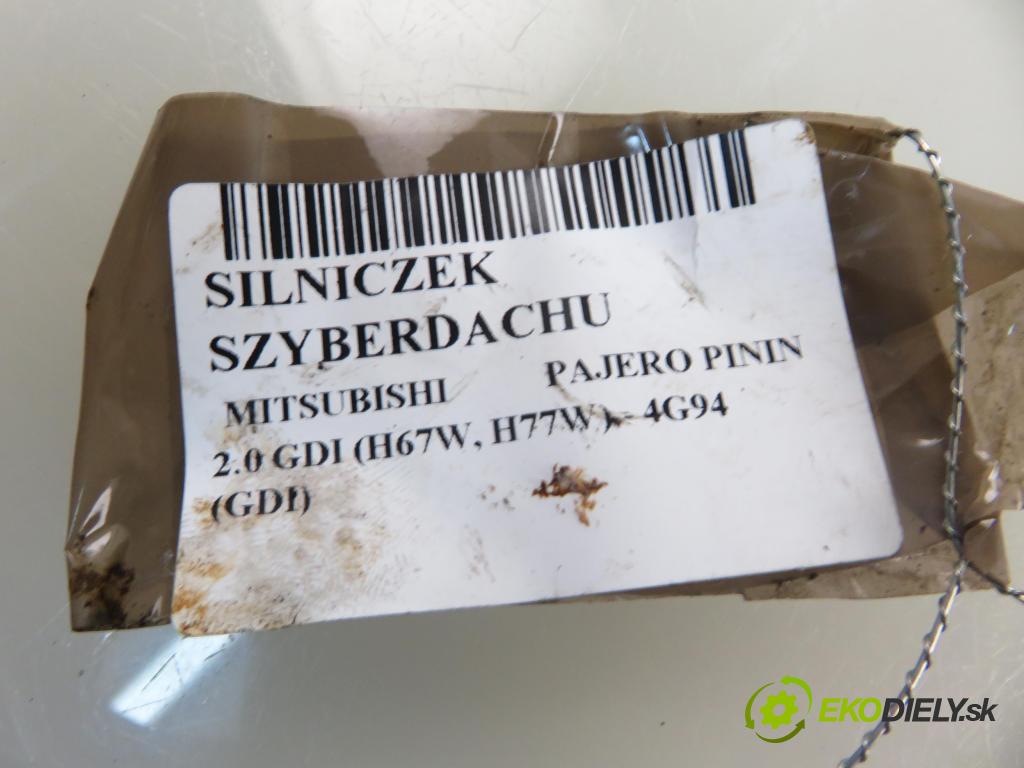 SILNICZEK
SZYBERDACHU
MITSUBISHI PAJERO PININ
2.0 GDI (H67W, H77W) - 4G94
(GDI)
EKODIELY.sk